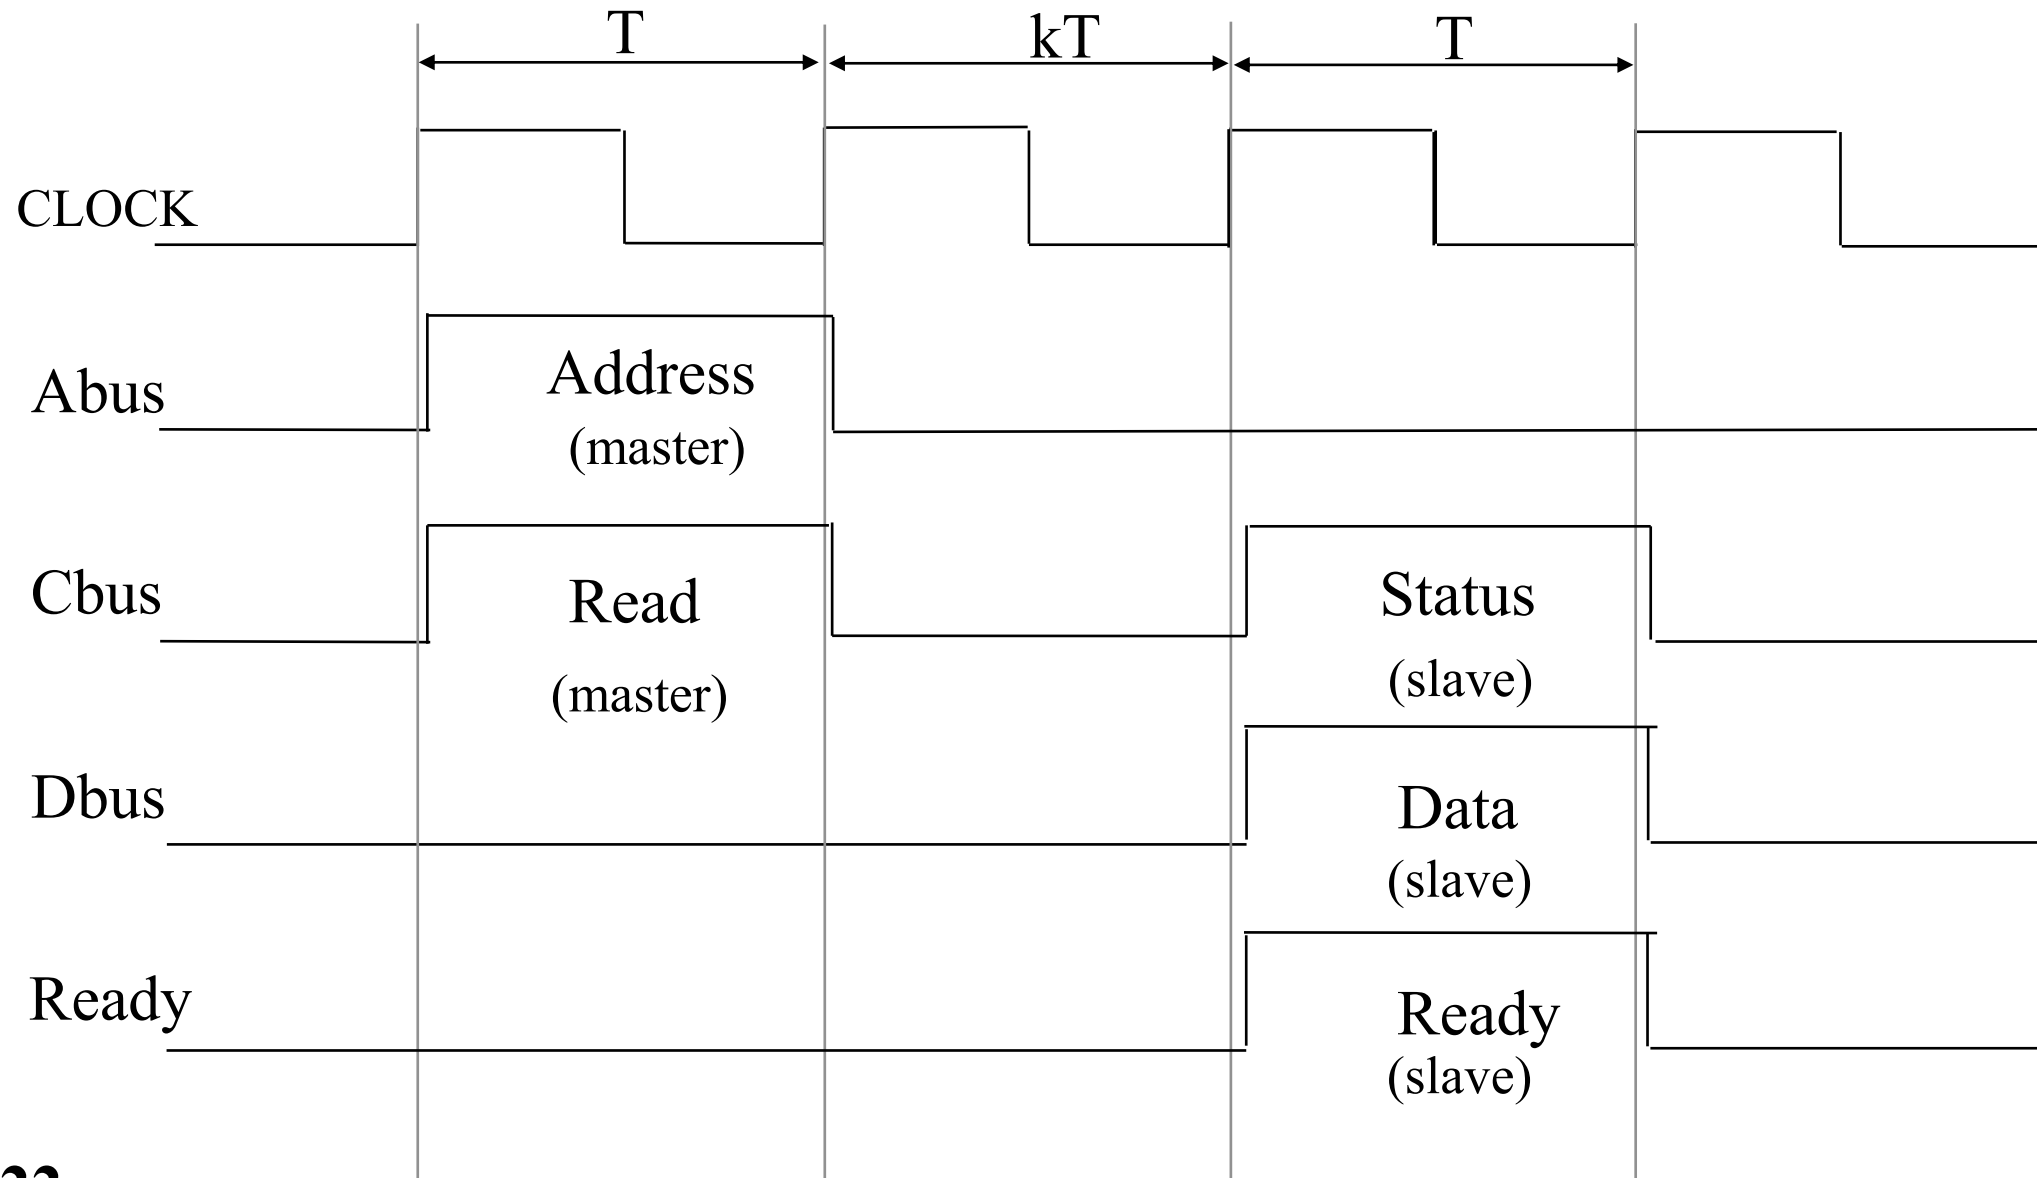 T kT T
CLOCK
Abus Address
(master)
Cbus Read Status
(master) (slave)
Dbus Data
(slave)
Ready Ready
(slave)